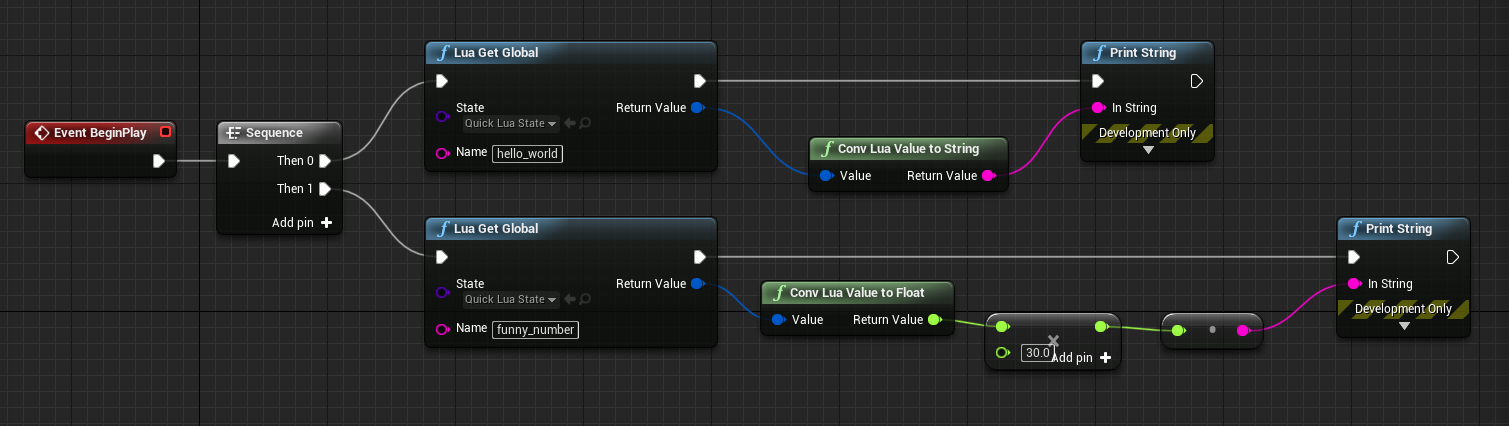 Event BeginPlay
Sequence
Then 0
Then 1
Add pin
f Lua Get Global
State
Quick Lua State
Return Value
Name hello_world
f Conv Lua Value to String
Value Return Value
f Print String
In String
Development Only
f Lua Get Global
State
Quick Lua State
Return Value
Name funny_number
f Conv Lua Value to Float
Value Return Value
30.0 Add pin
f Print String
In String
Development Only